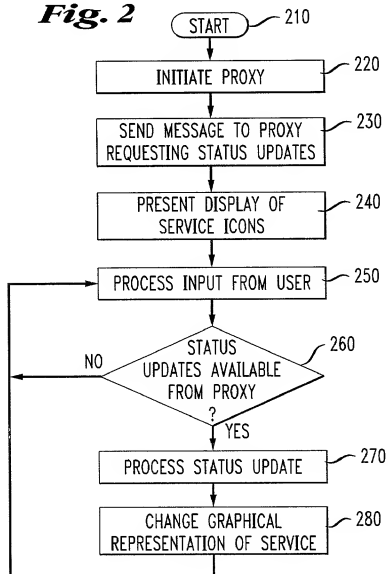 Fig. 2
START
210
INITIATE PROXY
220
SEND MESSAGE TO PROXY
REQUESTING STATUS UPDATES
230
PRESENT DISPLAY OF
SERVICE ICONS
240
PROCESS INPUT FROM USER
250
STATUS
UPDATES AVAILABLE
FROM PROXY
?
260
NO
YES
PROCESS STATUS UPDATE
270
CHANGE GRAPHICAL
REPRESENTATION OF SERVICE
280